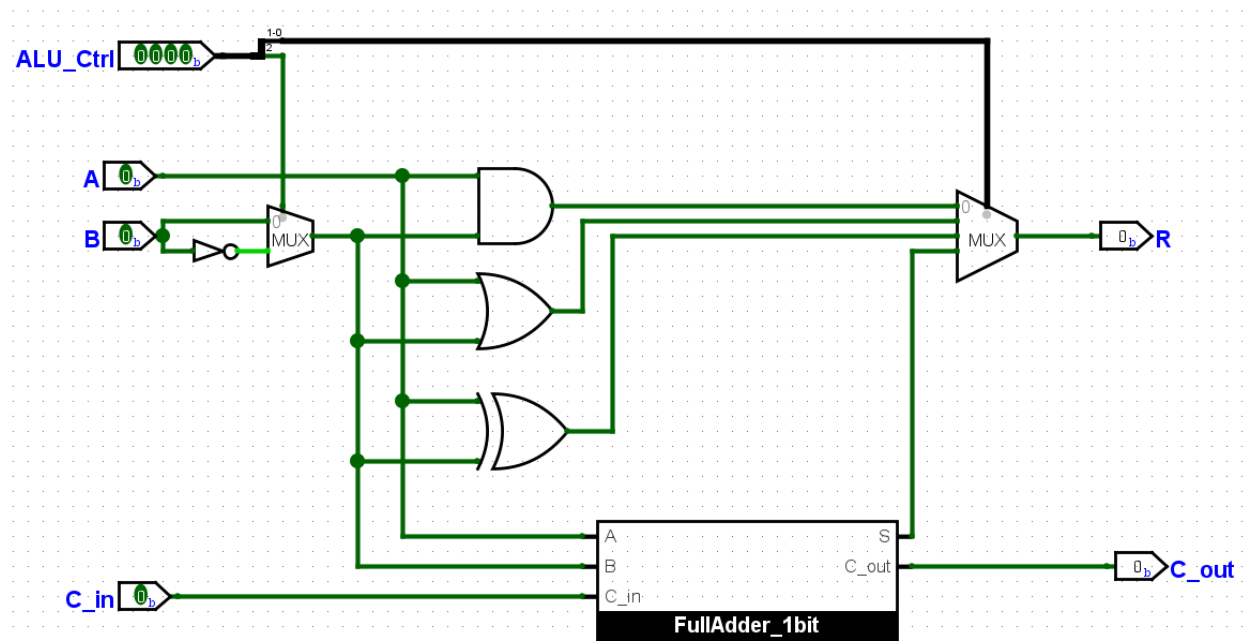 1-0
ALU_Ctrl 0000b 2
A 0b
B 0b 0 MUX
0 MUX 0b R
A S
B C_out 0b C_out
C_in 0b C_in
FullAdder_1bit